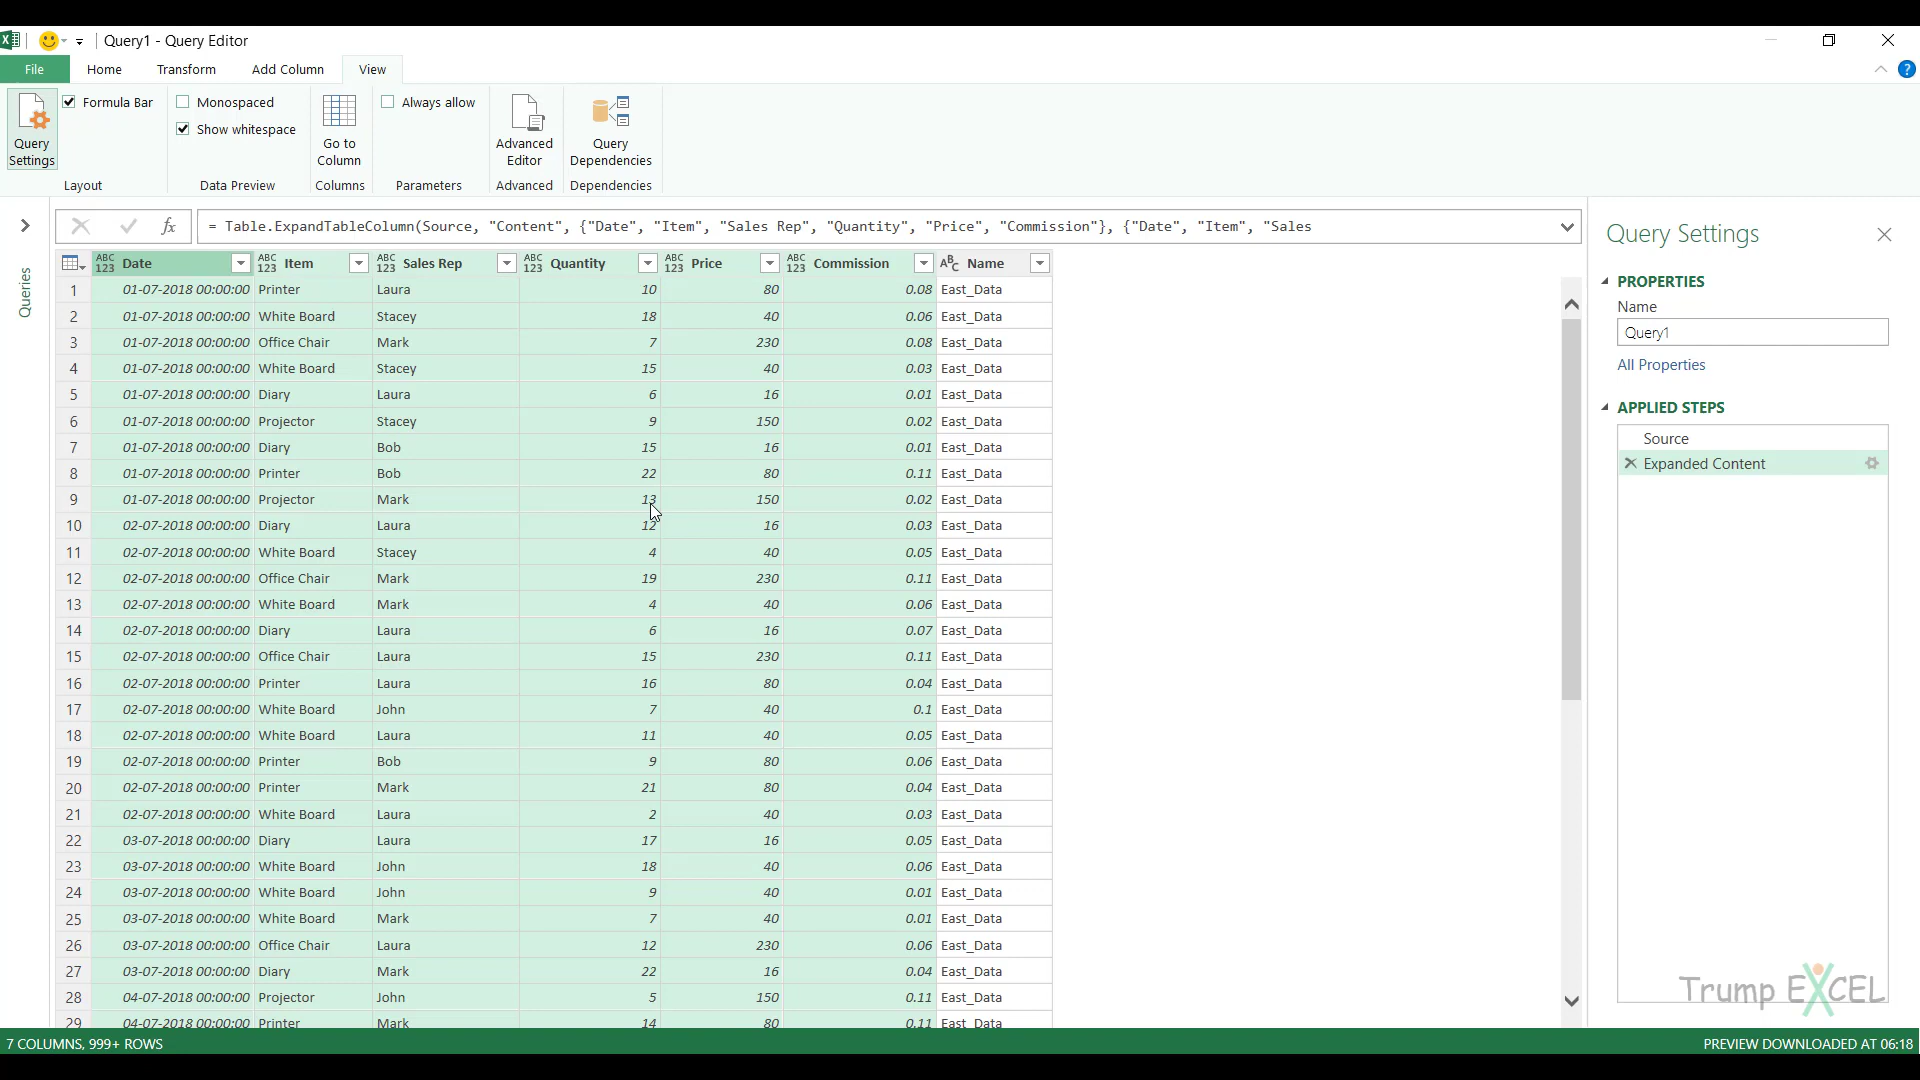 Query1 - Query Editor
File Home Transform Add Column View
?
Query Settings
Formula Bar
Layout
Monospaced
Show whitespace
Data Preview
Go to Column
Columns
Always allow
Parameters
Advanced Editor
Advanced
Query Dependencies
Dependencies
Queries
fx = Table.ExpandTableColumn(Source, "Content", {"Date", "Item", "Sales Rep", "Quantity", "Price", "Commission"}, {"Date", "Item", "Sales
ABC 123 Date ABC 123 Item ABC 123 Sales Rep ABC 123 Quantity ABC 123 Price ABC 123 Commission ABC Name
1 01-07-2018 00:00:00 Printer Laura 10 80 0.08 East_Data
2 01-07-2018 00:00:00 White Board Stacey 18 40 0.06 East_Data
3 01-07-2018 00:00:00 Office Chair Mark 7 230 0.08 East_Data
4 01-07-2018 00:00:00 White Board Stacey 15 40 0.03 East_Data
5 01-07-2018 00:00:00 Diary Laura 6 16 0.01 East_Data
6 01-07-2018 00:00:00 Projector Stacey 9 150 0.02 East_Data
7 01-07-2018 00:00:00 Diary Bob 15 16 0.01 East_Data
8 01-07-2018 00:00:00 Printer Bob 22 80 0.11 East_Data
9 01-07-2018 00:00:00 Projector Mark 13 150 0.02 East_Data
10 02-07-2018 00:00:00 Diary Laura 12 16 0.03 East_Data
11 02-07-2018 00:00:00 White Board Stacey 4 40 0.05 East_Data
12 02-07-2018 00:00:00 Office Chair Mark 19 230 0.11 East_Data
13 02-07-2018 00:00:00 White Board Mark 4 40 0.06 East_Data
14 02-07-2018 00:00:00 Diary Laura 6 16 0.07 East_Data
15 02-07-2018 00:00:00 Office Chair Laura 15 230 0.11 East_Data
16 02-07-2018 00:00:00 Printer Laura 16 80 0.04 East_Data
17 02-07-2018 00:00:00 White Board John 7 40 0.1 East_Data
18 02-07-2018 00:00:00 White Board Laura 11 40 0.05 East_Data
19 02-07-2018 00:00:00 Printer Bob 9 80 0.06 East_Data
20 02-07-2018 00:00:00 Printer Mark 21 80 0.04 East_Data
21 02-07-2018 00:00:00 White Board Laura 2 40 0.03 East_Data
22 03-07-2018 00:00:00 Diary Laura 17 16 0.05 East_Data
23 03-07-2018 00:00:00 White Board John 18 40 0.06 East_Data
24 03-07-2018 00:00:00 White Board John 9 40 0.01 East_Data
25 03-07-2018 00:00:00 White Board Mark 7 40 0.01 East_Data
26 03-07-2018 00:00:00 Office Chair Laura 12 230 0.06 East_Data
27 03-07-2018 00:00:00 Diary Mark 22 16 0.04 East_Data
28 04-07-2018 00:00:00 Projector John 5 150 0.11 East_Data
29 04-07-2018 00:00:00 Printer Mark 14 80 0.11 East_Data
Query Settings
PROPERTIES
Name
Query1
All Properties
APPLIED STEPS
Source
Expanded Content
Trump EXCEL
7 COLUMNS, 999+ ROWS
PREVIEW DOWNLOADED AT 06:18